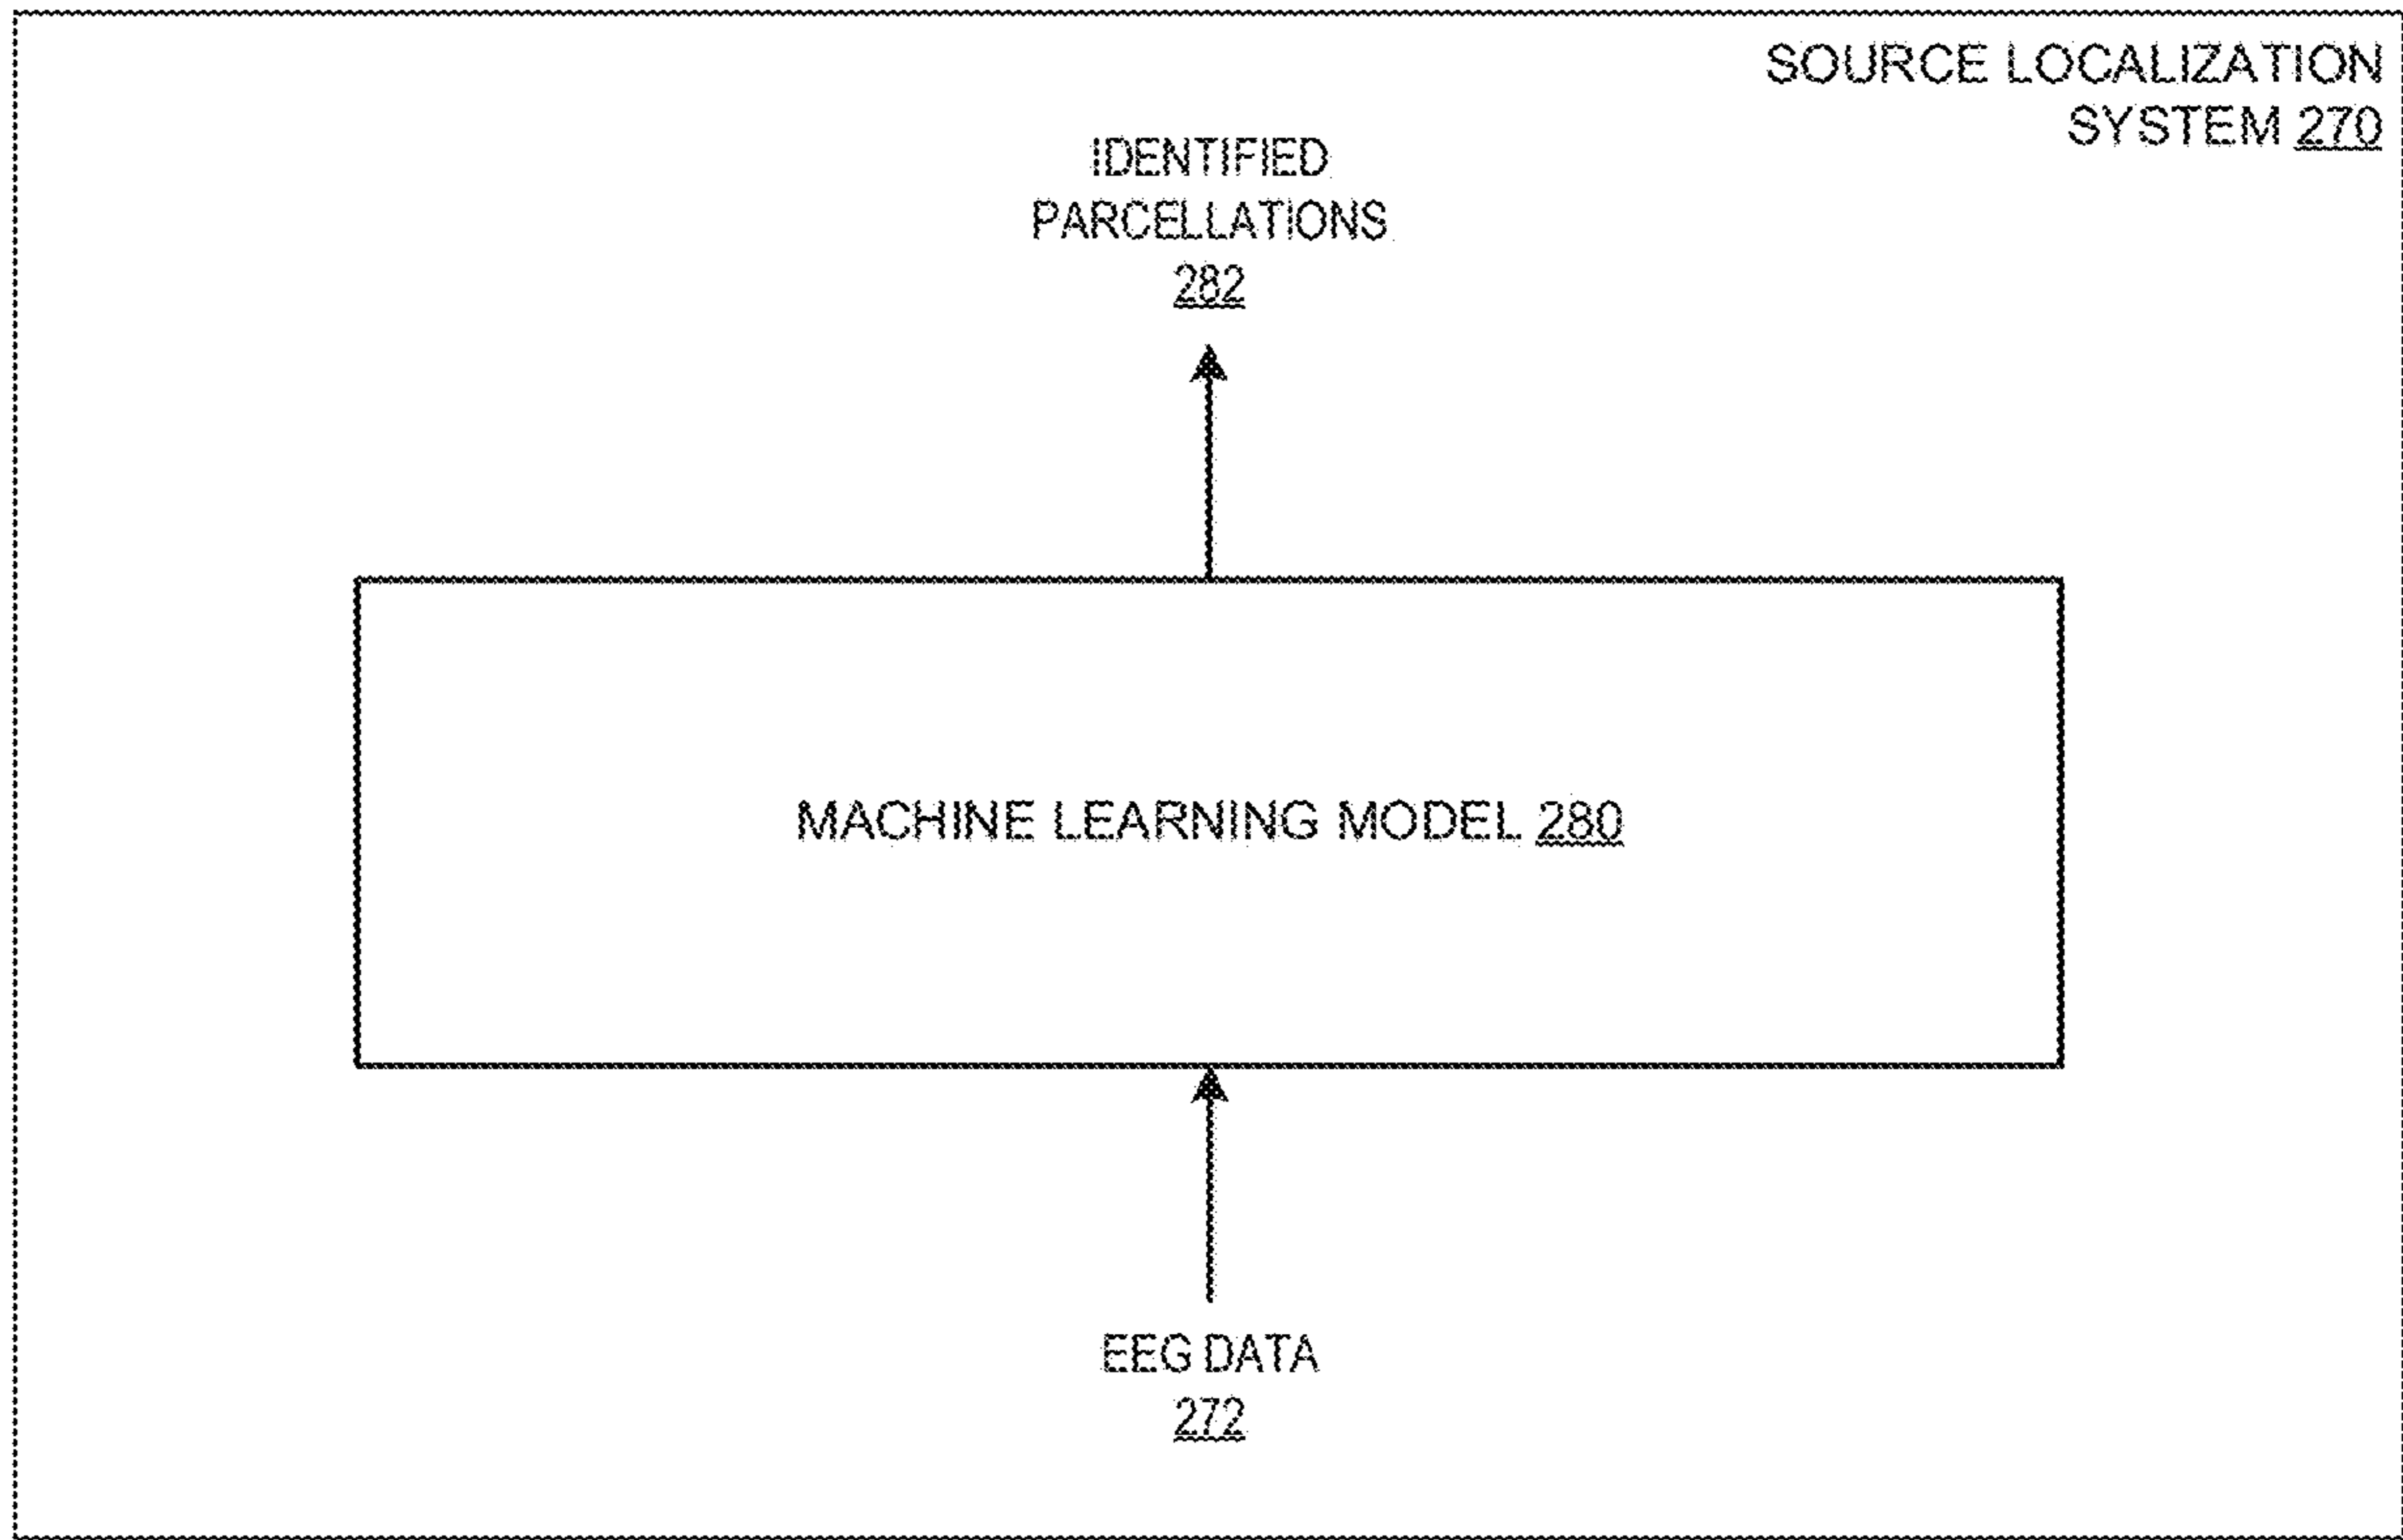 SOURCE LOCALIZATION
SYSTEM 270
IDENTIFIED
PARCELLATIONS
282
MACHINE LEARNING MODEL 280
EEG DATA
272